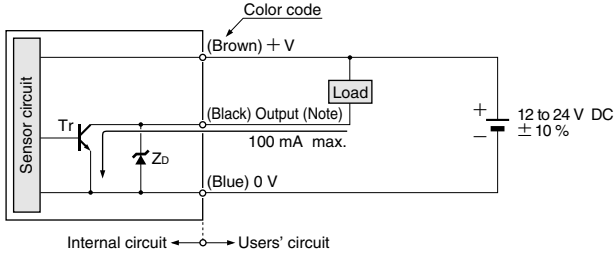 Color code
(Brown) + V
Sensor circuit
Load
(Black) Output (Note)
Tr
100 mA max.
ZD
+
−
12 to 24 V DC
± 10 %
(Blue) 0 V
Internal circuit
Users' circuit